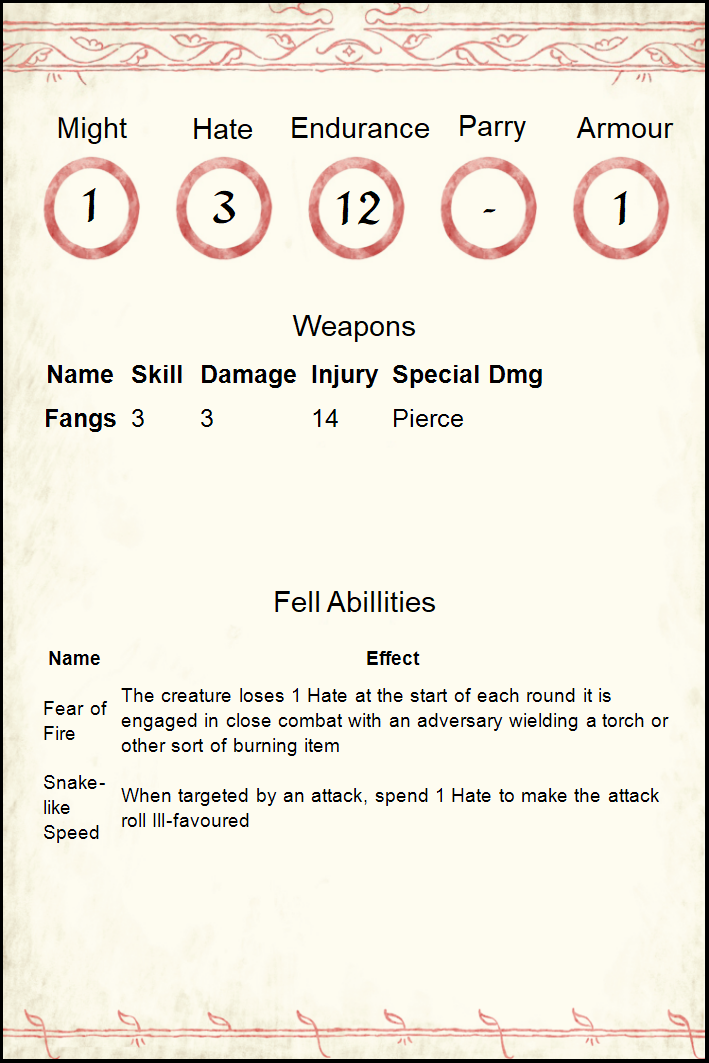 Might Hate Endurance Parry Armour
1 3 12 - 1
Weapons
Name Skill Damage Injury Special Dmg
Fangs 3 3 14 Pierce
Fell Abillities
Name Effect
Fear of
Fire
The creature loses 1 Hate at the start of each round it is
engaged in close combat with an adversary wielding a torch or
other sort of burning item
Snake-
like
Speed
When targeted by an attack, spend 1 Hate to make the attack
roll Ill-favoured